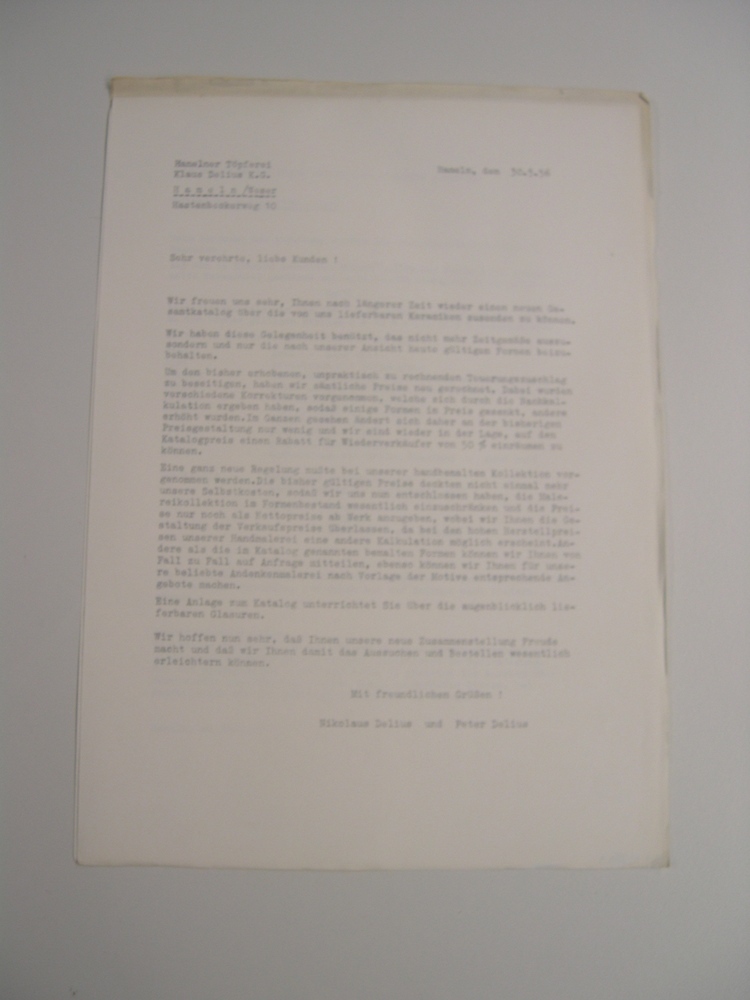 Hamelner Töpferei
Klaus Delius K.G.
H a m e l n /Weser
Hastenbeckerweg 10
Hameln, den 30.5.58
Sehr verehrte, liebe Kunden !
Wir freuen uns sehr, Ihnen nach längerer Zeit wieder einen neuen Ge-
samtkatalog über die von uns lieferbaren Keramiken zusenden zu können.
Wir haben diese Gelegenheit benützt, das nicht mehr Zeitgemäße auszu-
sondern und nur die nach unserer Ansicht heute gültigen Formen beizu-
behalten.
Um den bisher erhobenen, unpraktisch zu rechnenden Teuerungszuschlag
zu beseitigen, haben wir sämtliche Preise neu gerechnet. Dabei wurden
verschiedene Korrekturen vorgenommen, welche sich durch die Nachkal-
kulation ergeben haben, sodaß einige Formen im Preis gesenkt, andere
erhöht wurden.Im Ganzen gesehen ändert sich daher an der bisherigen
Preisgestaltung nur wenig und wir sind wieder in der Lage, auf den
Katalogpreis einen Rabatt für Wiederverkäufer von 50 % einräumen zu
können.
Eine ganz neue Regelung mußte bei unserer handbemalten Kollektion vor-
genommen werden.Die bisher gültigen Preise deckten nicht einmal mehr
unsere Selbstkosten, sodaß wir uns nun entschlossen haben, die Male-
reikollektion im Formenbestand wesentlich einzuschränken und die Prei-
se nur noch als Nettopreise ab Werk anzugeben, wobei wir Ihnen die Ge-
staltung der Verkaufspreise überlassen, da bei den hohen Herstellprei-
sen unserer Handmalerei eine andere Kalkulation möglich erscheint.An-
dere als die im Katalog genannten bemalten Formen können wir Ihnen von
Fall zu Fall auf Anfrage mitteilen, ebenso können wir Ihnen für unse-
re beliebte Andenkenmalerei nach Vorlage der Motive entsprechende An-
gebote machen.
Eine Anlage zum Katalog unterrichtet Sie über die augenblicklich lie-
ferbaren Glasuren.
Wir hoffen nun sehr, daß Ihnen unsere neue Zusammenstellung Freude
macht und daß wir Ihnen damit das Aussuchen und Bestellen wesentlich
erleichtern können.
Mit freundlichen Grüßen !
Nikolaus Delius und Peter Delius